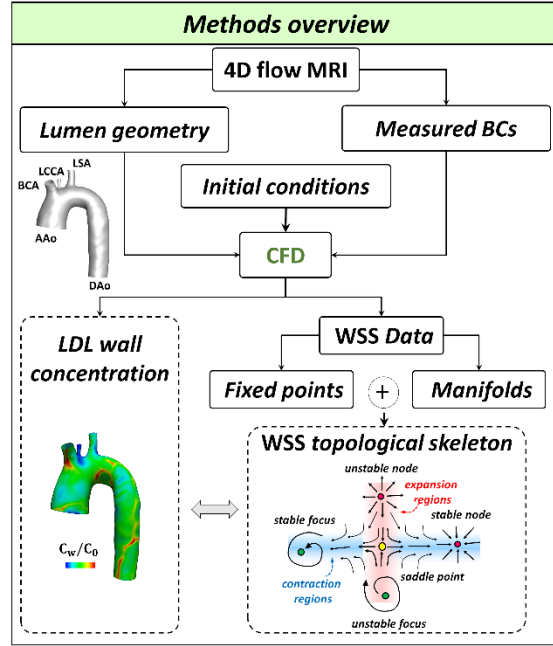 Methods overview
4D flow MRI
Lumen geometry
Measured BCs
LSA
LCCA
BCA
AAo
DAo
Initial conditions
CFD
LDL wall
concentration
WSS Data
Fixed points
+
Manifolds
WSS topological skeleton
unstable node
expansion
regions
stable focus
stable node
contraction
regions
saddle point
unstable focus
C_w/C_0